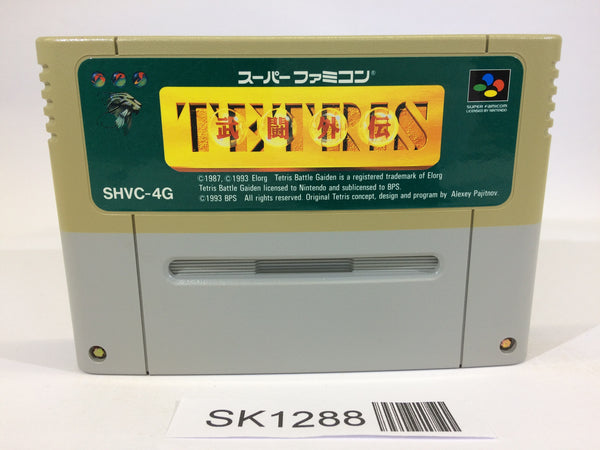 スーパーファミコン®
TETRIS
武闘外伝
SUPER FAMICOM
LICENSED BY NINTENDO
SHVC-4G
©1987, ©1993 Elorg Tetris Battle Gaiden is a registered trademark of Elorg
Tetris Battle Gaiden licensed to Nintendo and sublicensed to BPS.
©1993 BPS All rights reserved. Original Tetris concept, design and program by Alexey Pajitnov.
SK1288